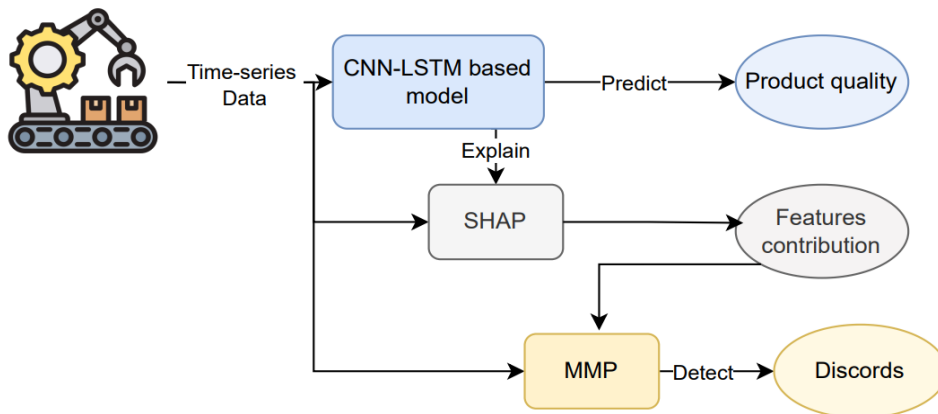 Time-series
Data
CNN-LSTM based
model
Predict
Product quality
Explain
SHAP
Features
contribution
MMP
Detect
Discords